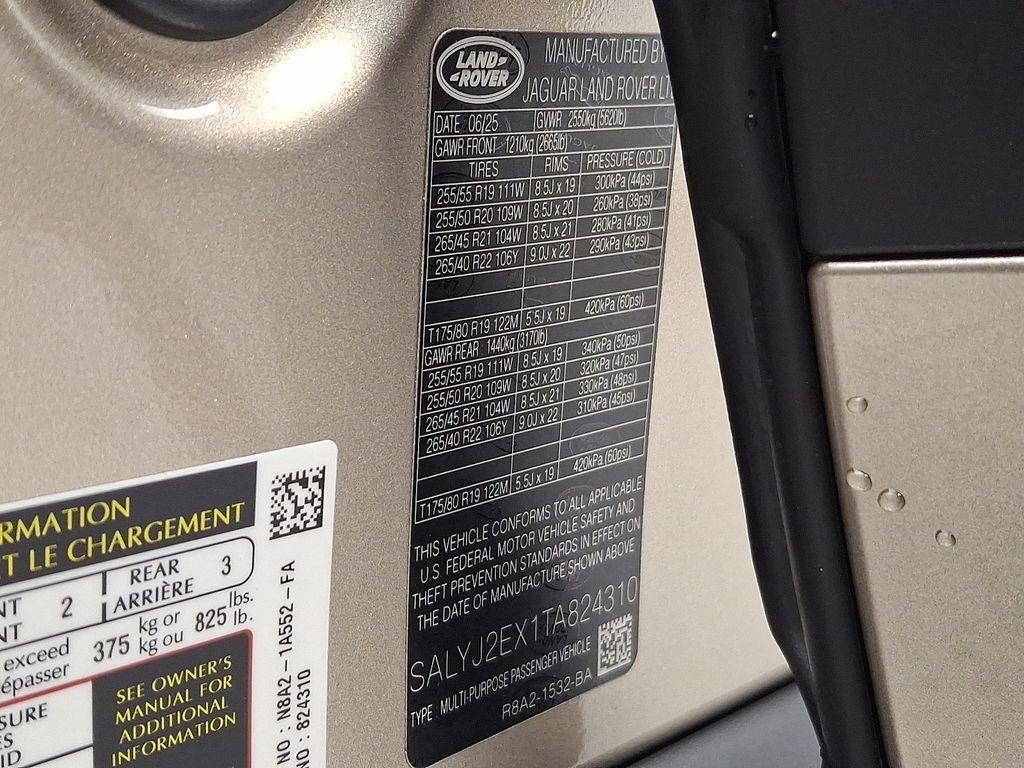 LAND-
-ROVER
MANUFACTURED BY
JAGUAR LAND ROVER
DATE 06/25 GVWR 2550kg (5620lb)
GAWR FRONT 1210kg (2665lb)
TIRES RIMS PRESSURE (COLD)
255/55 R19 111W 8.5J x 19 300kPa (44psi)
255/50 R20 109W 8.5J x 20 260kPa (38psi)
265/45 R21 104W 8.5J x 21 280kPa (41psi)
265/40 R22 106Y 9.0J x 22 290kPa (43psi)
T175/80 R19 122M 5.5J x 19 420kPa (60psi)
GAWR REAR 1440kg (3170lb)
255/55 R19 111W 8.5J x 19 340kPa (50psi)
255/50 R20 109W 8.5J x 20 320kPa (47psi)
265/45 R21 104W 8.5J x 21 330kPa (48psi)
265/40 R22 106Y 9.0J x 22 310kPa (45psi)
T175/80 R19 122M 5.5J x 19 420kPa (60psi)
THIS VEHICLE CONFORMS TO ALL APPLICABLE
U.S. FEDERAL MOTOR VEHICLE SAFETY AND
THEFT PREVENTION STANDARDS IN EFFECT ON
THE DATE OF MANUFACTURE SHOWN ABOVE
SALYJ2EX1TA824310
TYPE : MULTI-PURPOSE PASSENGER VEHICLE
R8A2-1532-BA
RMATION
ET LE CHARGEMENT
NT 2 REAR 3
NT ARRIÈRE
exceed 375 kg or 825 lbs.
épasser kg ou lb.
SURE
ES
ID
SEE OWNER'S
MANUAL FOR
ADDITIONAL
INFORMATION
NO : N8A2-1A552-FA
NO : 824310